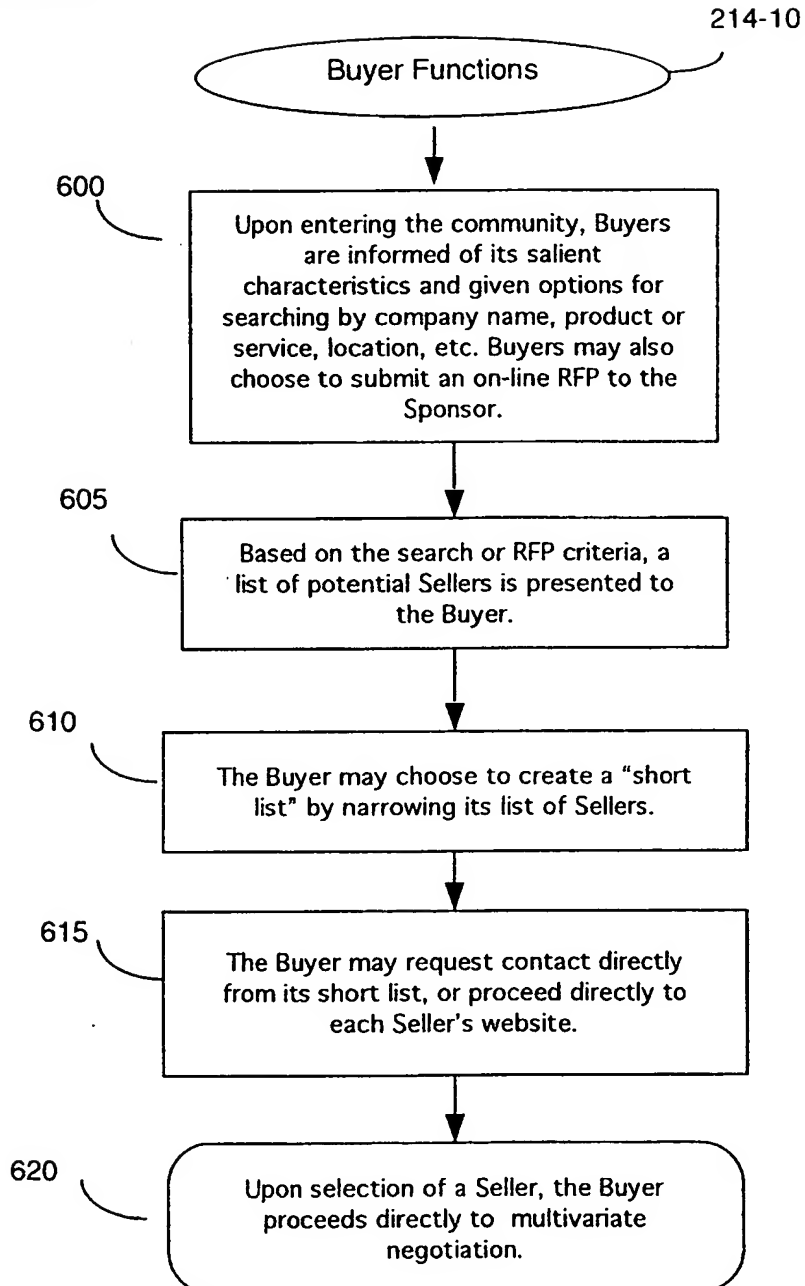 214-10
Buyer Functions
600
Upon entering the community, Buyers
are informed of its salient
characteristics and given options for
searching by company name, product or
service, location, etc. Buyers may also
choose to submit an on-line RFP to the
Sponsor.
605
Based on the search or RFP criteria, a
list of potential Sellers is presented to
the Buyer.
610
The Buyer may choose to create a "short
list" by narrowing its list of Sellers.
615
The Buyer may request contact directly
from its short list, or proceed directly to
each Seller's website.
620
Upon selection of a Seller, the Buyer
proceeds directly to multivariate
negotiation.